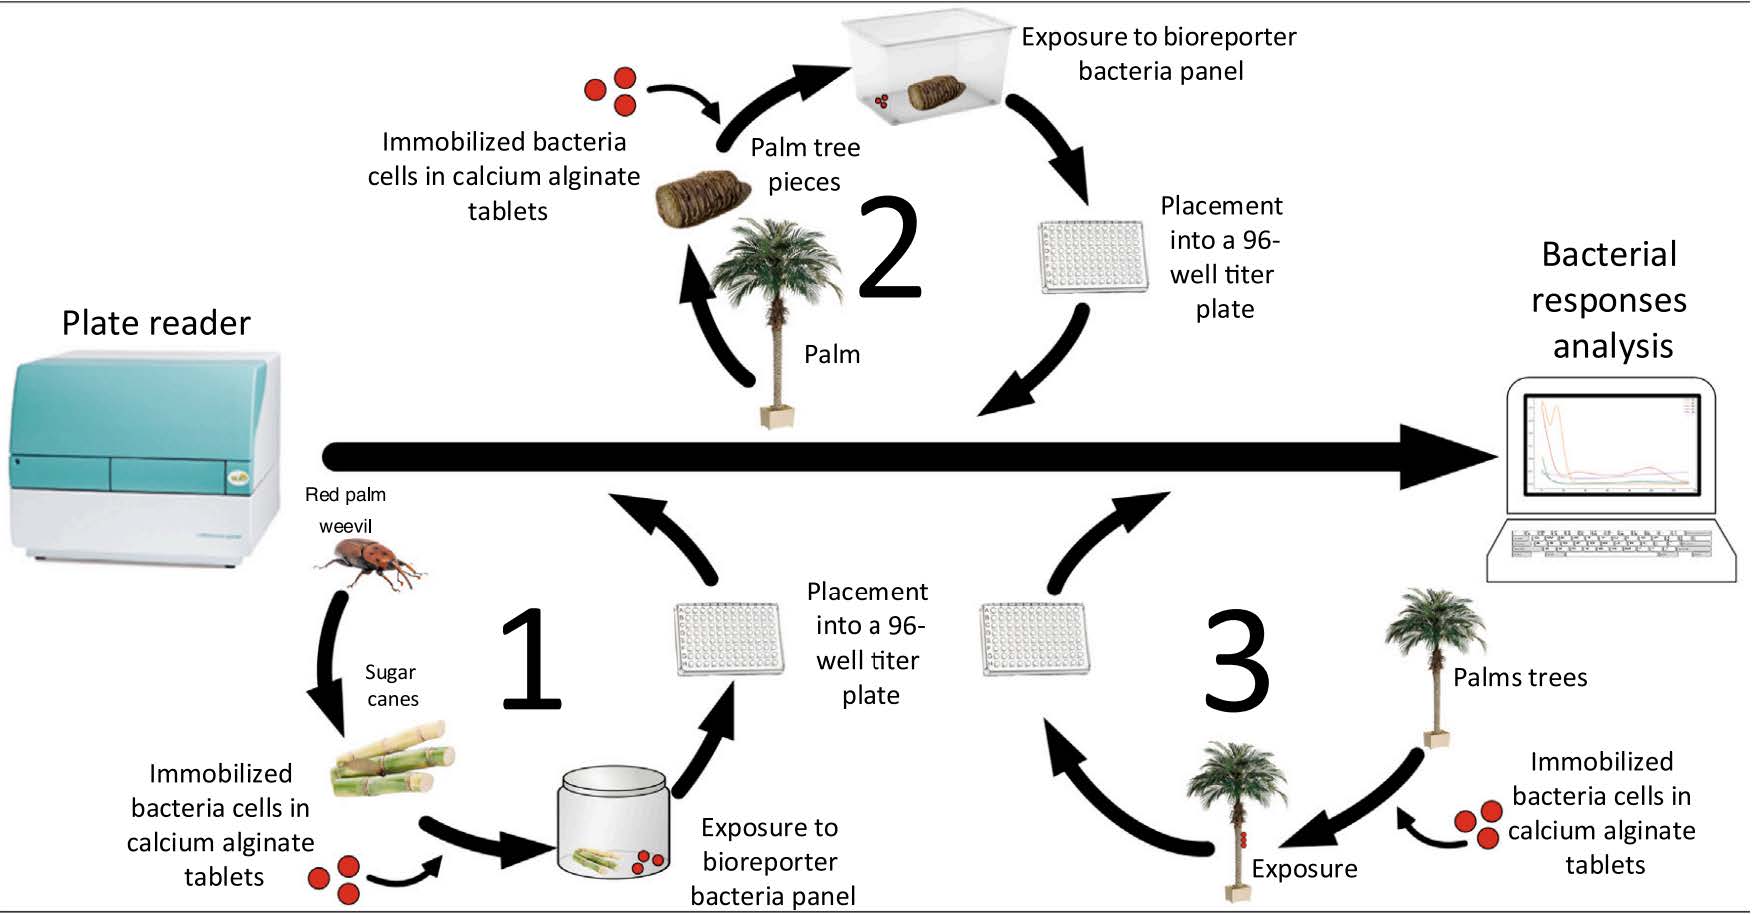 Exposure to bioreporter
bacteria panel
Immobilized bacteria
cells in calcium alginate
tablets
Palm tree
pieces
2
Placement
into a 96-
well titer
plate
Palm
Plate reader
Bacterial
responses
analysis
Red palm
weevil
1
Sugar
canes
Immobilized
bacteria cells in
calcium alginate
tablets
Exposure to
bioreporter
bacteria panel
Placement
into a 96-
well titer
plate
3
Palms trees
Immobilized
bacteria cells in
calcium alginate
tablets
Exposure